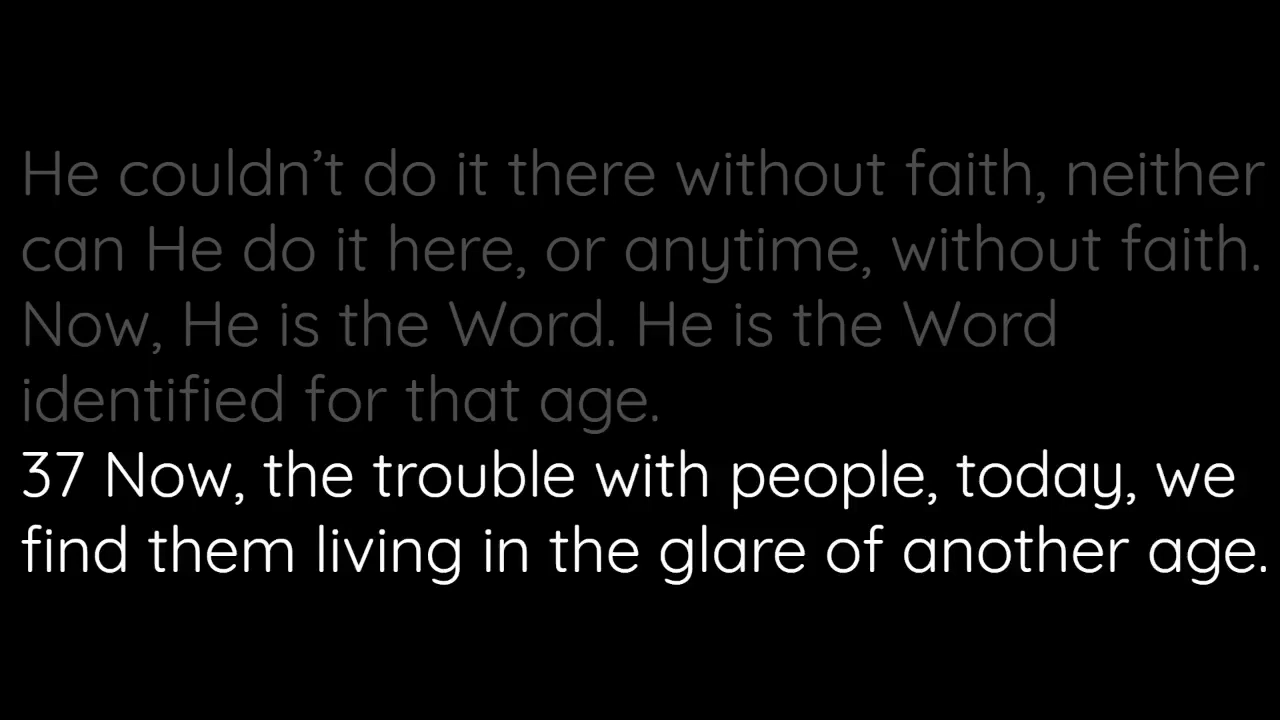 He couldn’t do it there without faith, neither
can He do it here, or anytime, without faith.
Now, He is the Word. He is the Word
identified for that age.
37 Now, the trouble with people, today, we
find them living in the glare of another age.